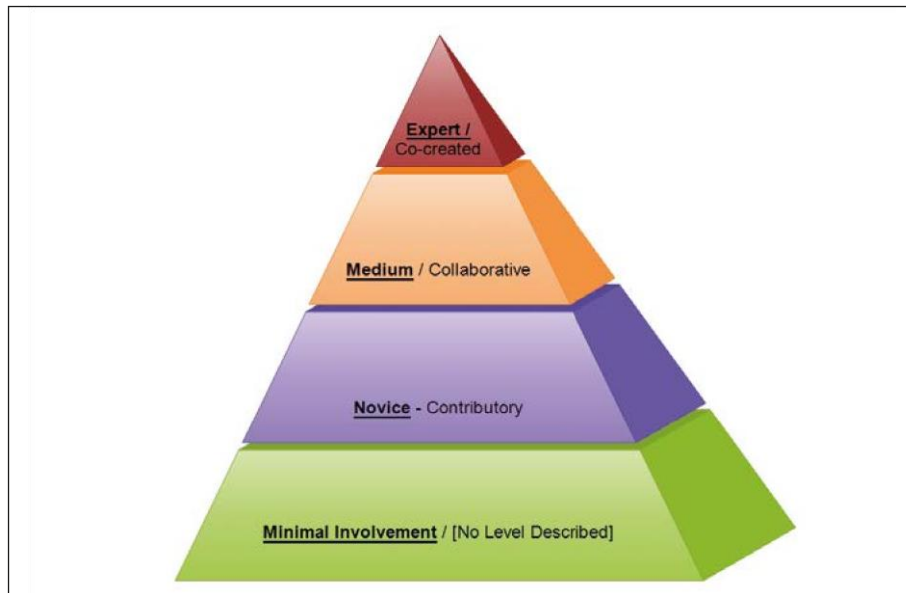 Expert /
Co-created
Medium / Collaborative
Novice - Contributory
Minimal Involvement / [No Level Described]